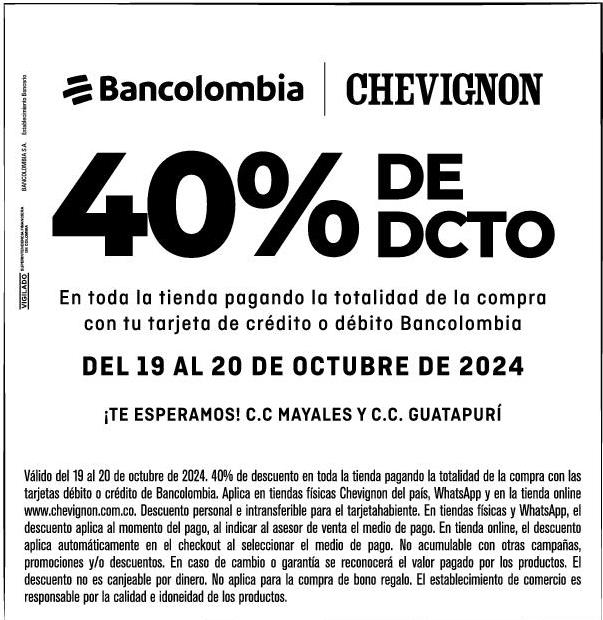 Bancolombia | CHEVIGNON
40% DE
DCTO
En toda la tienda pagando la totalidad de la compra
con tu tarjeta de crédito o débito Bancolombia
DEL 19 AL 20 DE OCTUBRE DE 2024
¡TE ESPERAMOS! C.C MAYALES Y C.C. GUATAPURÍ
VIGILADO
SUPERINTENDENCIA FINANCIERA
DE COLOMBIA
BANCOLOMBIA S.A. Establecimiento Bancario
Válido del 19 al 20 de octubre de 2024. 40% de descuento en toda la tienda pagando la totalidad de la compra con las
tarjetas débito o crédito de Bancolombia. Aplica en tiendas físicas Chevignon del país, WhatsApp y en la tienda online
www.chevignon.com.co. Descuento personal e intransferible para el tarjetahabiente. En tiendas físicas y WhatsApp, el
descuento aplica al momento del pago, al indicar al asesor de venta el medio de pago. En tienda online, el descuento
aplica automáticamente en el checkout al seleccionar el medio de pago. No acumulable con otras campañas,
promociones y/o descuentos. En caso de cambio o garantía se reconocerá el valor pagado por los productos. El
descuento no es canjeable por dinero. No aplica para la compra de bono regalo. El establecimiento de comercio es
responsable por la calidad e idoneidad de los productos.